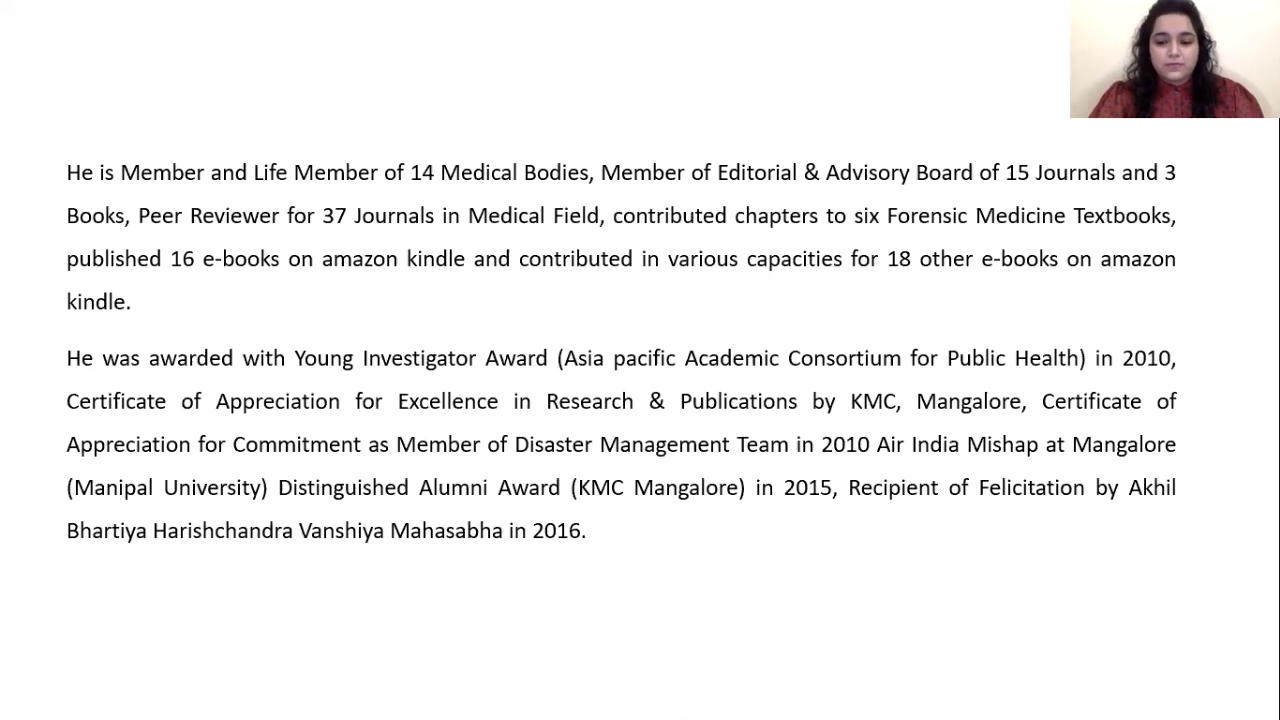 He is Member and Life Member of 14 Medical Bodies, Member of Editorial & Advisory Board of 15 Journals and 3
Books, Peer Reviewer for 37 Journals in Medical Field, contributed chapters to six Forensic Medicine Textbooks,
published 16 e-books on amazon kindle and contributed in various capacities for 18 other e-books on amazon
kindle.
He was awarded with Young Investigator Award (Asia pacific Academic Consortium for Public Health) in 2010,
Certificate of Appreciation for Excellence in Research & Publications by KMC, Mangalore, Certificate of
Appreciation for Commitment as Member of Disaster Management Team in 2010 Air India Mishap at Mangalore
(Manipal University) Distinguished Alumni Award (KMC Mangalore) in 2015, Recipient of Felicitation by Akhil
Bhartiya Harishchandra Vanshiya Mahasabha in 2016.